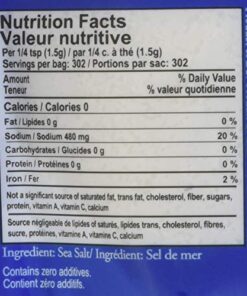 Nutrition Facts
Valeur nutritive
Per 1/4 tsp (1.5g) / par 1/4 c. à thé (1.5g)
Servings per bag: 302 / Portions par sac: 302
Amount % Daily Value
Teneur % valeur quotidienne
Calories / Calories 0
Fat / Lipides 0 g 0 %
Sodium / Sodium 480 mg 20 %
Carbohydrates / Glucides 0 g 0 %
Protein / Protéines 0 g 0 %
Iron / Fer 2 %
Not a significant source of saturated fat, trans fat, cholesterol, fiber, sugars,
protein, vitamin A, vitamin C, calcium
Source négligeable de lipides saturés, lipides trans, cholestérol, fibres,
sucre, protéines, vitamine A, vitamine C, calcium
Ingredient: Sea Salt/ Ingrédient: Sel de mer
Contains zero additives.
Contient zéro additifs.